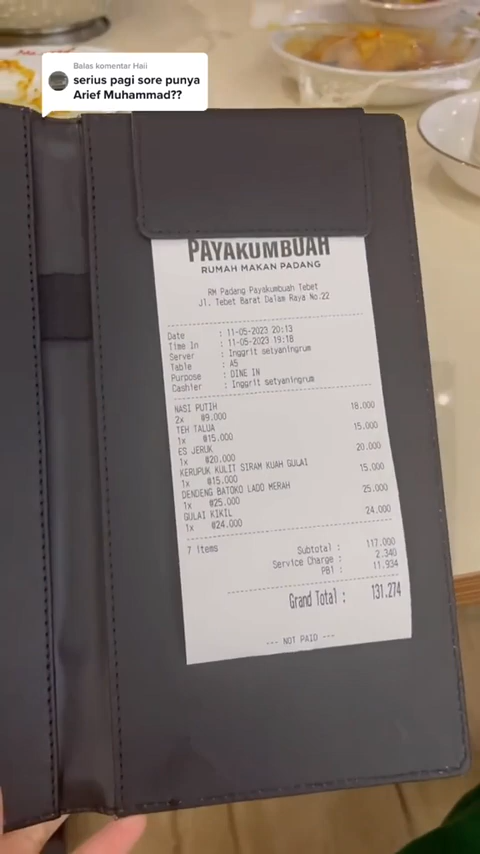 Balas komentar Haii
serius pagi sore punya
Arief Muhammad??
PAYAKUMBUAH
RUMAH MAKAN PADANG
RM Padang Payakumbuah Tebet
Jl. Tebet Barat Dalam Raya No.22
Date : 11-05-2023 20:13
Time In : 11-05-2023 19:18
Server : Inggrit setyaningrum
Table : A5
Purpose : DINE IN
Cashier : Inggrit setyaningrum
NASI PUTIH
2x @9.000 18.000
TEH TALUA
1x @15.000 15.000
ES JERUK
1x @20.000 20.000
KERUPUK KULIT SIRAM KUAH GULAI
1x @15.000 15.000
DENDENG BATOKO LADO MERAH
1x @25.000 25.000
GULAI KIKIL
1x @24.000 24.000
7 items
Subtotal : 117.000
Service Charge : 2.340
PB1 : 11.934
Grand Total : 131.274
--- NOT PAID ---